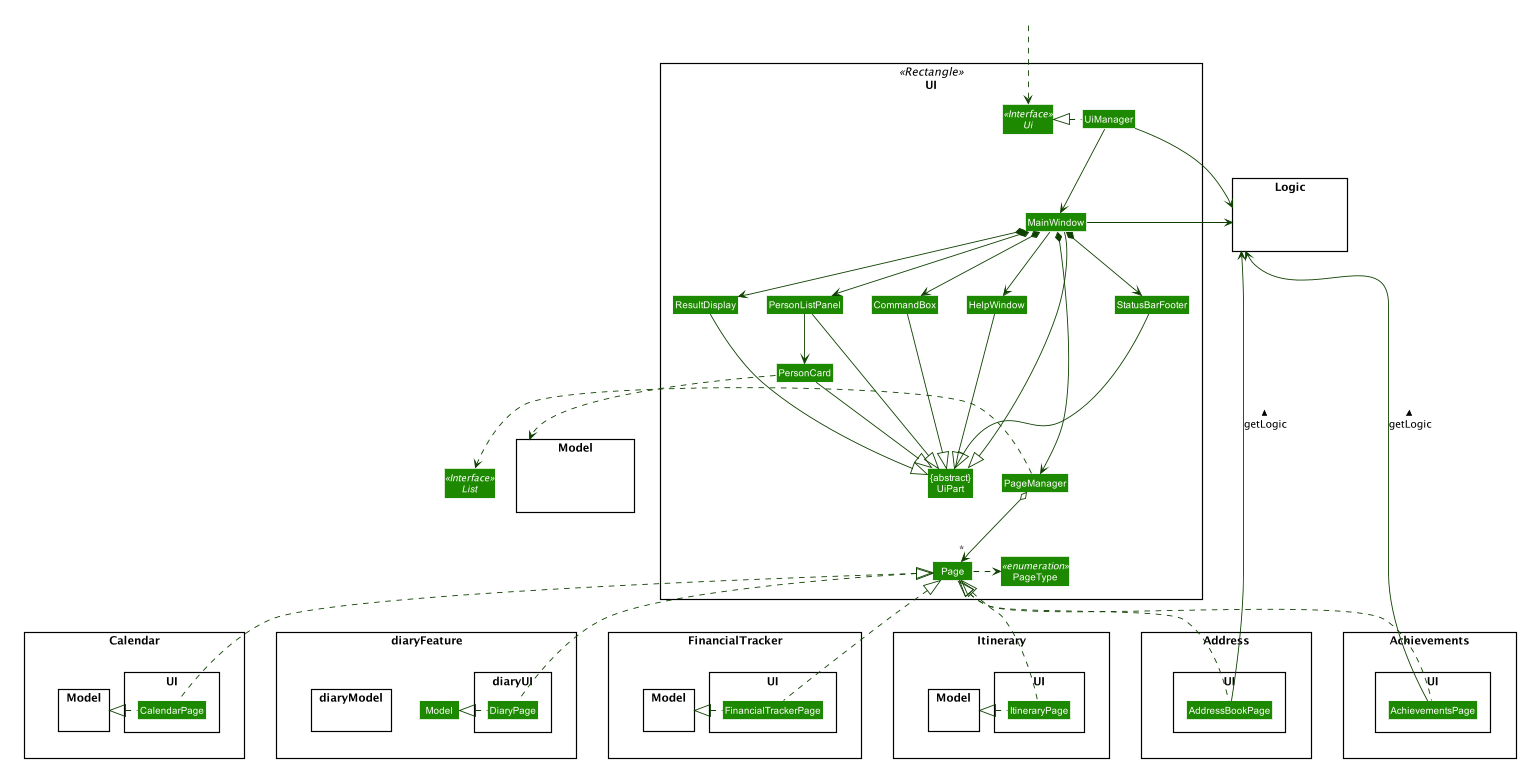 «Rectangle»
UI
«Interface»
Ui
UiManager
Logic
MainWindow
ResultDisplay
PersonListPanel
CommandBox
HelpWindow
StatusBarFooter
PersonCard
getLogic
getLogic
Model
«Interface»
List
{abstract}
UiPart
PageManager
*
Page
«enumeration»
PageType
Calendar
diaryFeature
FinancialTracker
Itinerary
Address
Achievements
UI
diaryUI
UI
UI
UI
UI
Model
diaryModel
Model
Model
CalendarPage
Model
DiaryPage
FinancialTrackerPage
ItineraryPage
AddressBookPage
AchievementsPage